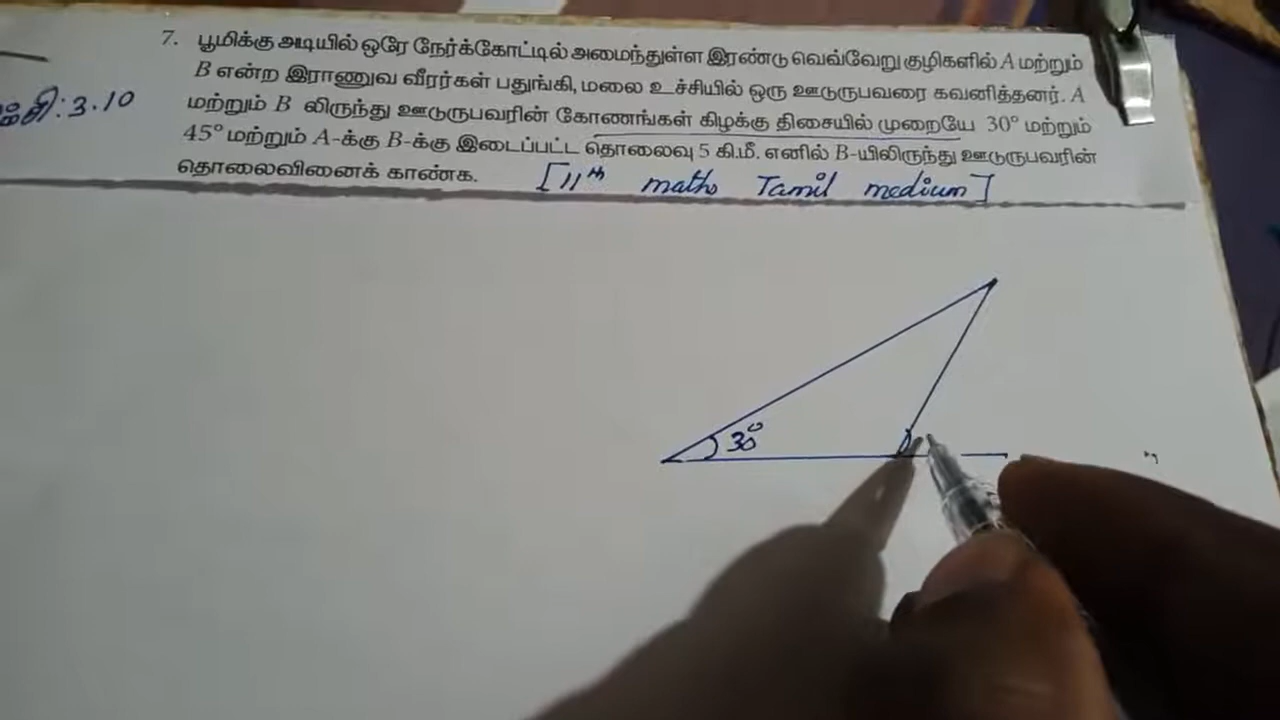 7. பூமிக்கு அடியில் ஒரே நேர்க்கோட்டில் அமைந்துள்ள இரண்டு வெவ்வேறு குழிகளில் A மற்றும்
B என்ற இராணுவ வீரர்கள் பதுங்கி, மலை உச்சியில் ஒரு ஊடுருபவரை கவனித்தனர். A
3.10
மற்றும் B லிருந்து ஊடுருபவரின் கோணங்கள் கிழக்கு திசையில் முறையே 30° மற்றும்
45° மற்றும் A-க்கு B-க்கு இடைப்பட்ட தொலைவு 5 கி.மீ. எனில் B-யிலிருந்து ஊடுருபவரின்
தொலைவினைக் காண்க. [11th maths Tamil medium]
30°